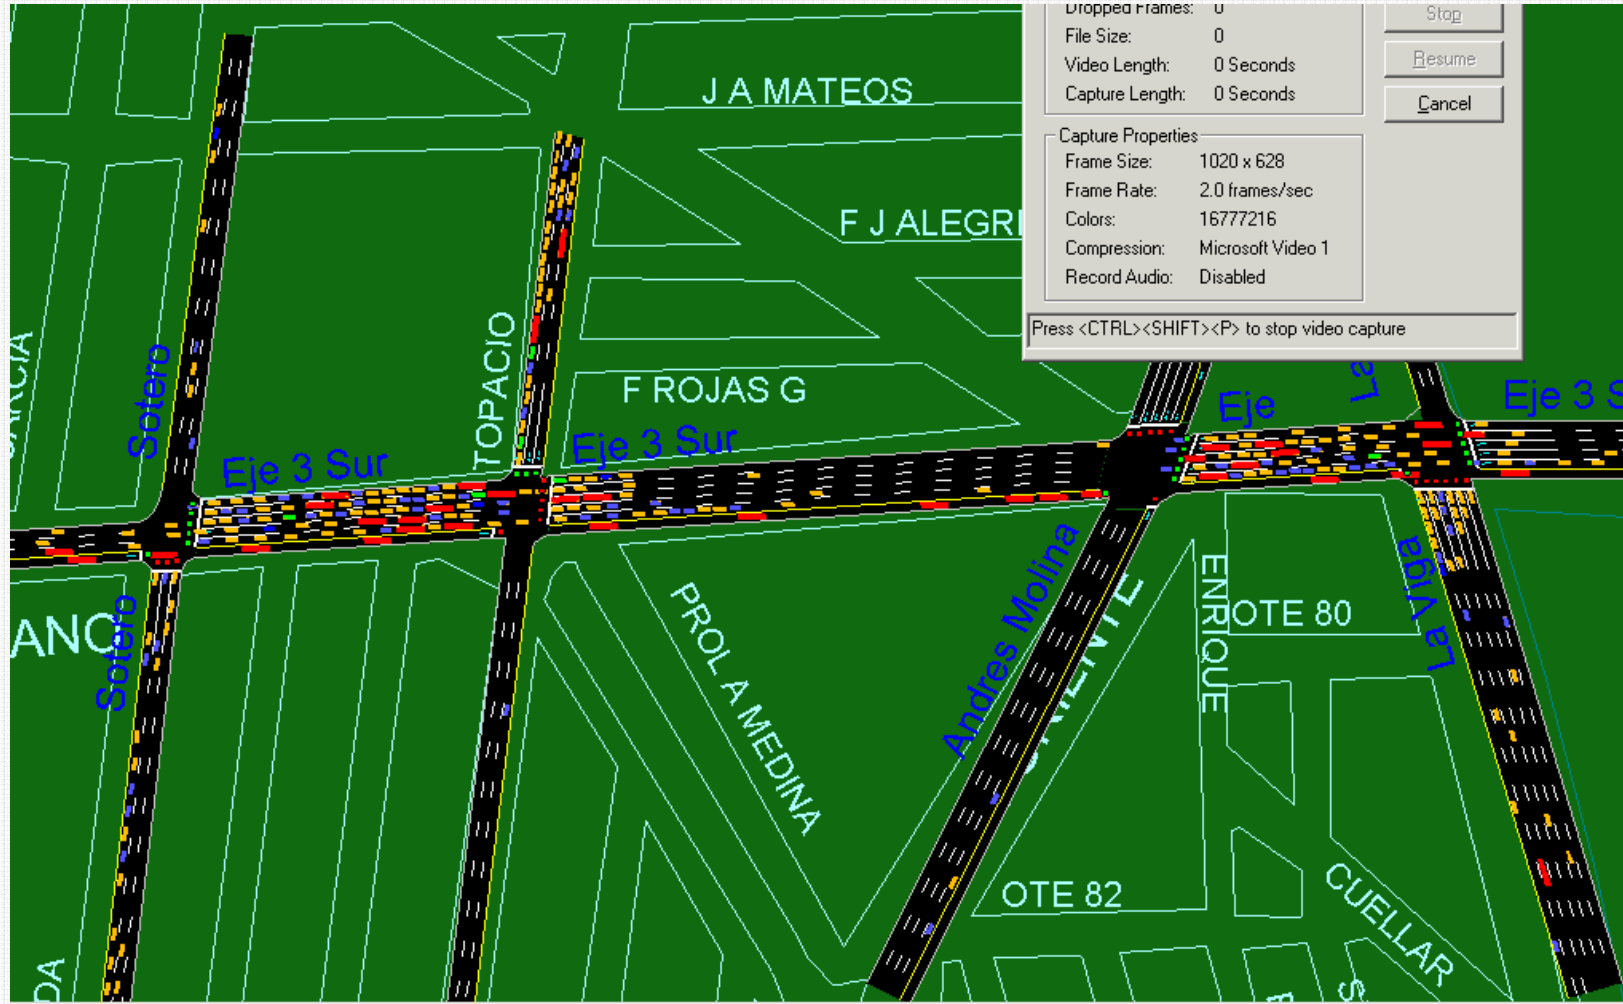 Dropped Frames: 0
Stop
File Size: 0
Resume
Video Length: 0 Seconds
Capture Length: 0 Seconds
Cancel
Capture Properties
Frame Size: 1020 x 628
Frame Rate: 2.0 frames/sec
Colors: 16777216
Compression: Microsoft Video 1
Record Audio: Disabled
Press <CTRL><SHIFT><P> to stop video capture
J A MATEOS
F J ALEGRI
F ROJAS G
TOPACIO
Sotero
Eje 3 Sur
Eje 3 Sur
Eje
La
Eje 3 S
ANO
Sotero
PROL A MEDINA
Andres Molina
ENRIQUE
OTE 80
La Viga
OTE 82
CUELLAR
DA